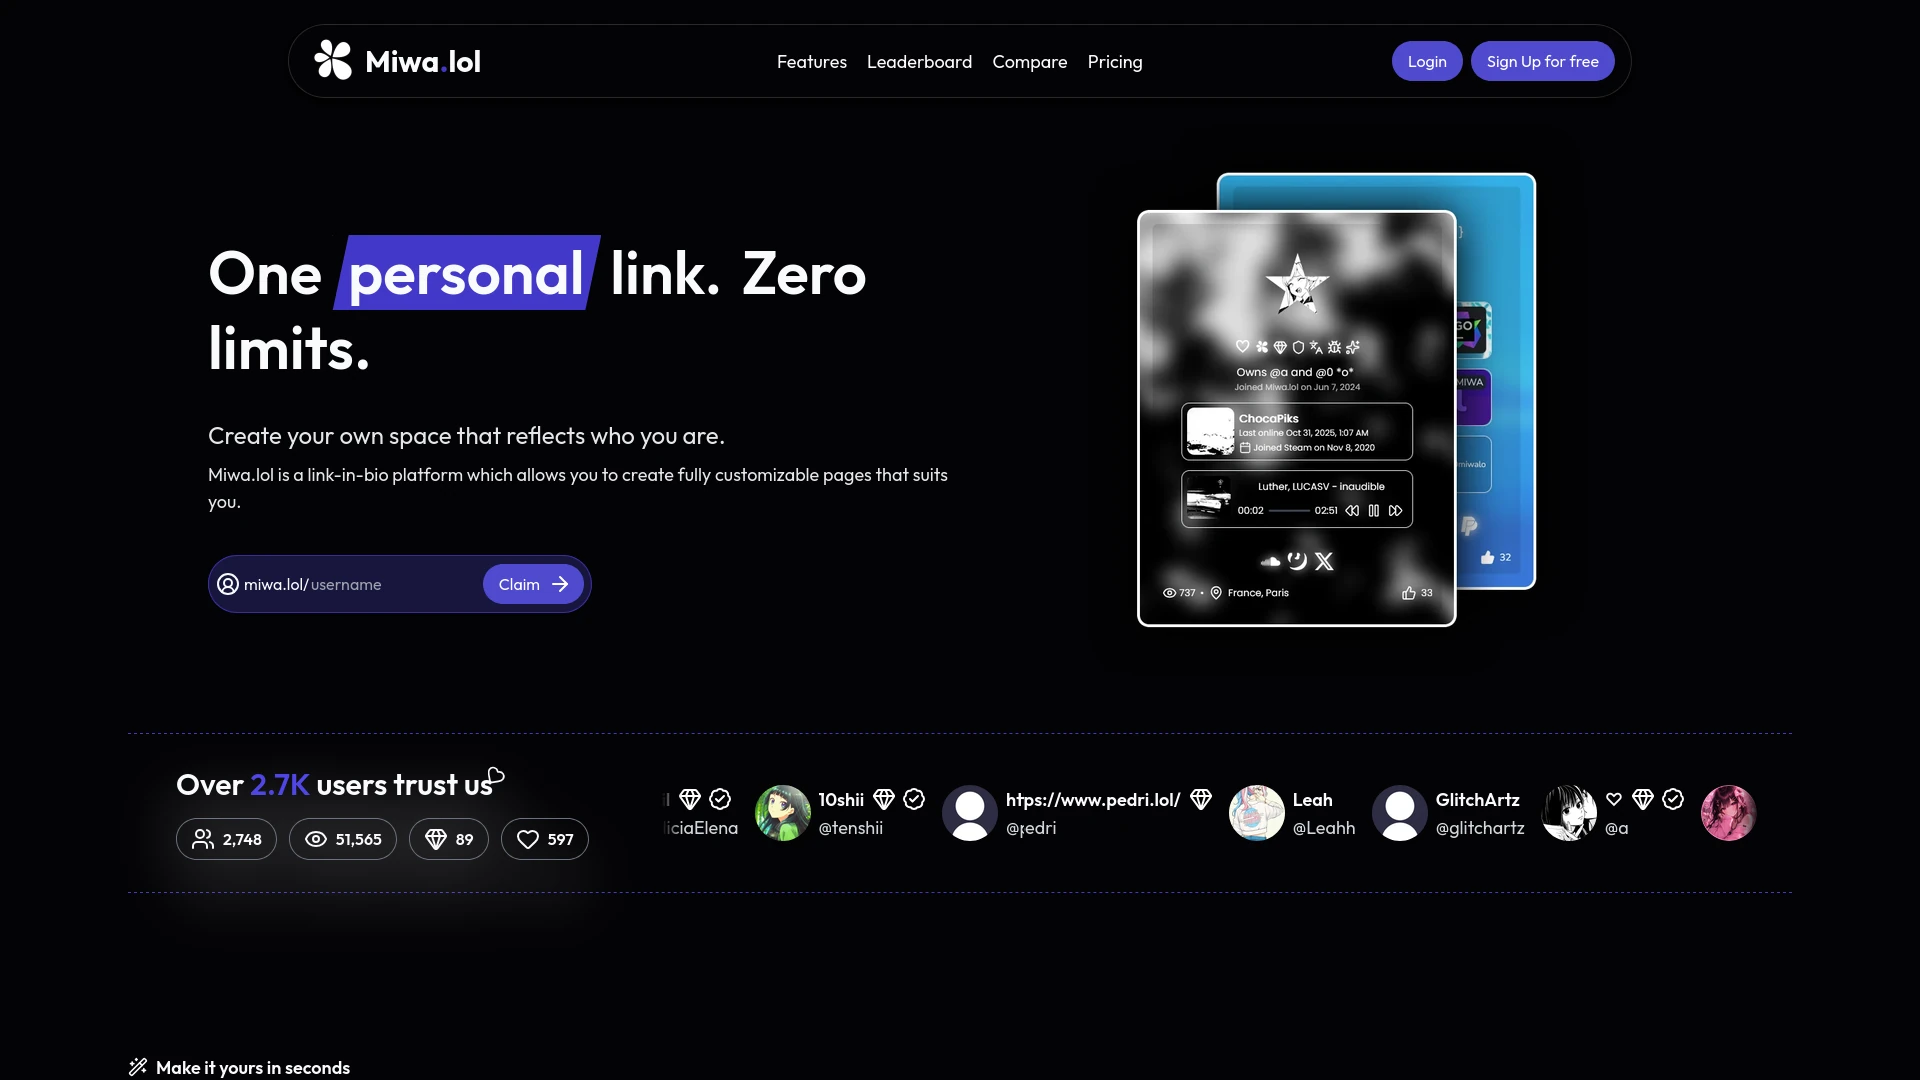 Miwa.lol
Features
Leaderboard
Compare
Pricing
Login
Sign Up for free
One personal link. Zero
limits.
Create your own space that reflects who you are.
Miwa.lol is a link-in-bio platform which allows you to create fully customizable pages that suits
you.
miwa.lol/username
Claim
Owns @a and @0 *o*
Joined Miwa.lol on Jun 7, 2024
ChocaPiks
Last online Oct 31, 2025, 1:07 AM
Joined Steam on Nov 8, 2020
Luther, LUCASV - inaudible
00:02
02:51
737 • France, Paris
33
GO
MIWA
miwalo
32
Over 2.7K users trust us
2,748
51,565
89
597
iciaElena
10shii
@tenshii
https://www.pedri.lol/
@pedri
Leah
@Leahh
GlitchArtz
@glitchartz
@a
Make it yours in seconds